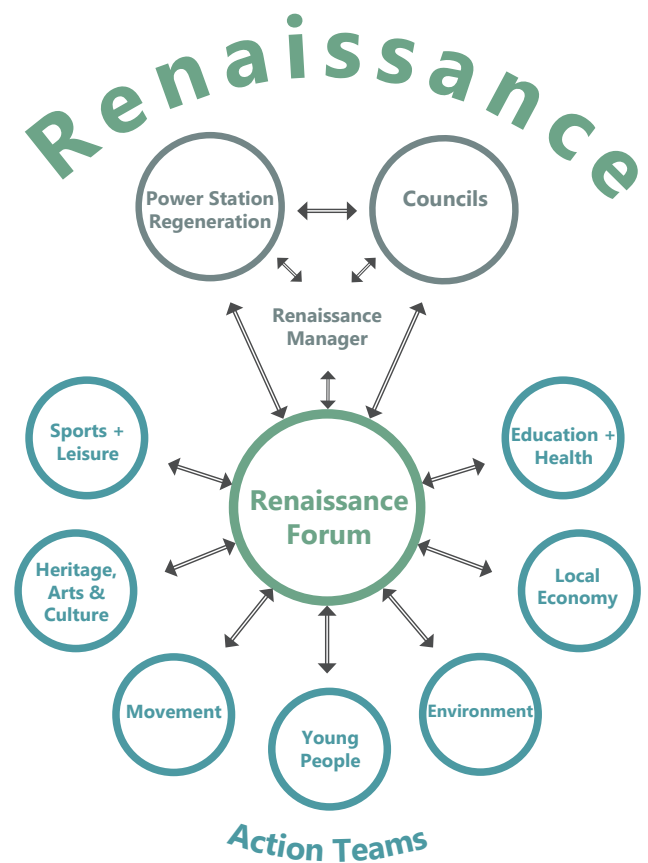 Renaissance
Power Station
Regeneration
Councils
Renaissance
Manager
Sports +
Leisure
Education +
Health
Renaissance
Forum
Heritage,
Arts &
Culture
Local
Economy
Movement
Young
People
Environment
Action Teams